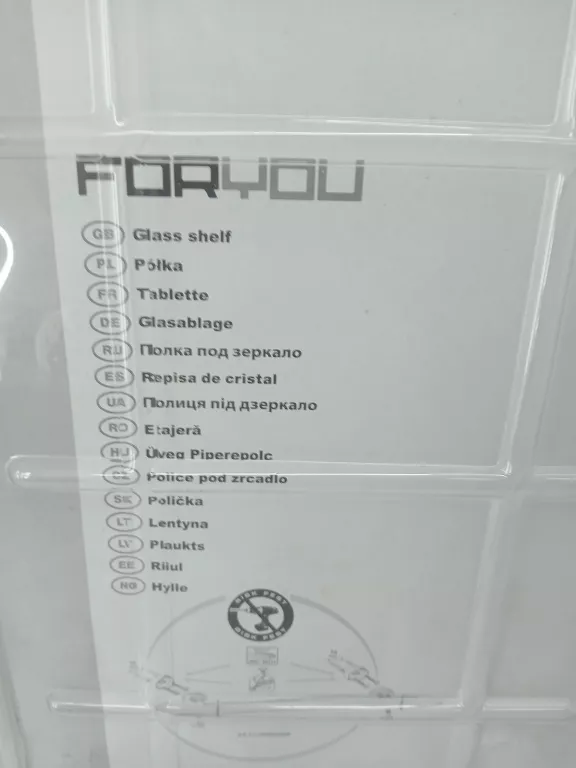 FORYOU
GB Glass shelf
PL Półka
FR Tablette
DE Glasablage
RU Полка под зеркало
ES Repisa de cristal
UA Полиця під дзеркало
RO Etajeră
HU Üveg Piperepolc
CZ Police pod zrcadlo
SK Polička
LT Lentyna
LV Plaukts
EE Riiul
NO Hylle